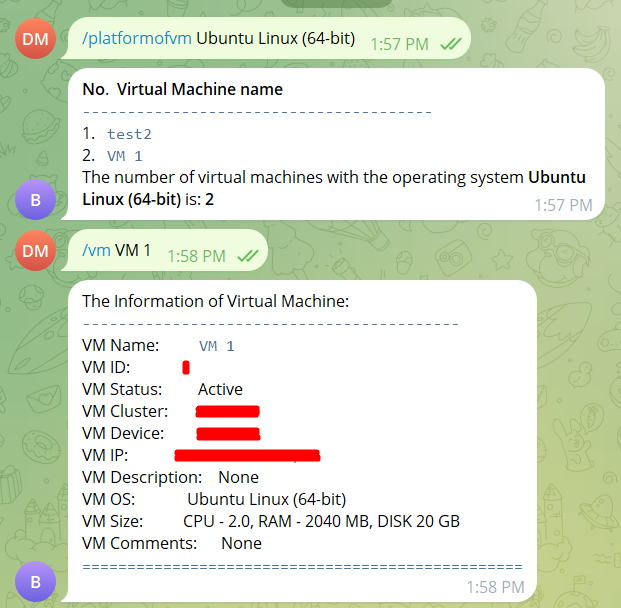 DM
/platformofvm Ubuntu Linux (64-bit) 1:57 PM
No. Virtual Machine name
---------------------------------------
1. test2
2. VM 1
The number of virtual machines with the operating system Ubuntu
Linux (64-bit) is: 2
1:57 PM
B
DM
/vm VM 1 1:58 PM
The Information of Virtual Machine:
------------------------------------------
VM Name: VM 1
VM ID:
VM Status: Active
VM Cluster:
VM Device:
VM IP:
VM Description: None
VM OS: Ubuntu Linux (64-bit)
VM Size: CPU - 2.0, RAM - 2040 MB, DISK 20 GB
VM Comments: None
=================================================
B
1:58 PM